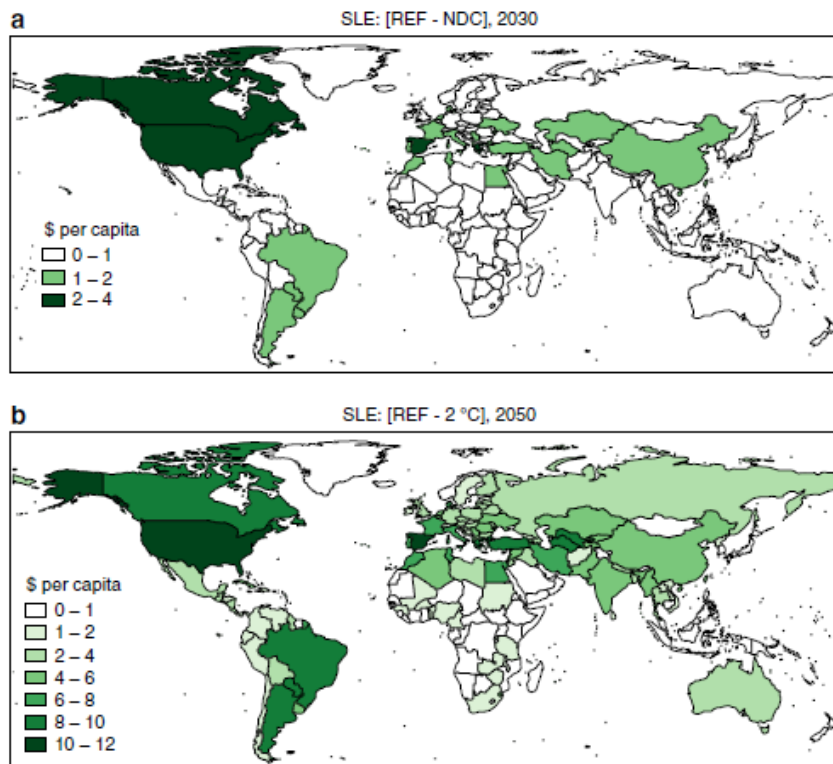 a
SLE: [REF - NDC], 2030
$ per capita
0 – 1
1 – 2
2 – 4
b
SLE: [REF - 2 °C], 2050
$ per capita
0 – 1
1 – 2
2 – 4
4 – 6
6 – 8
8 – 10
10 – 12